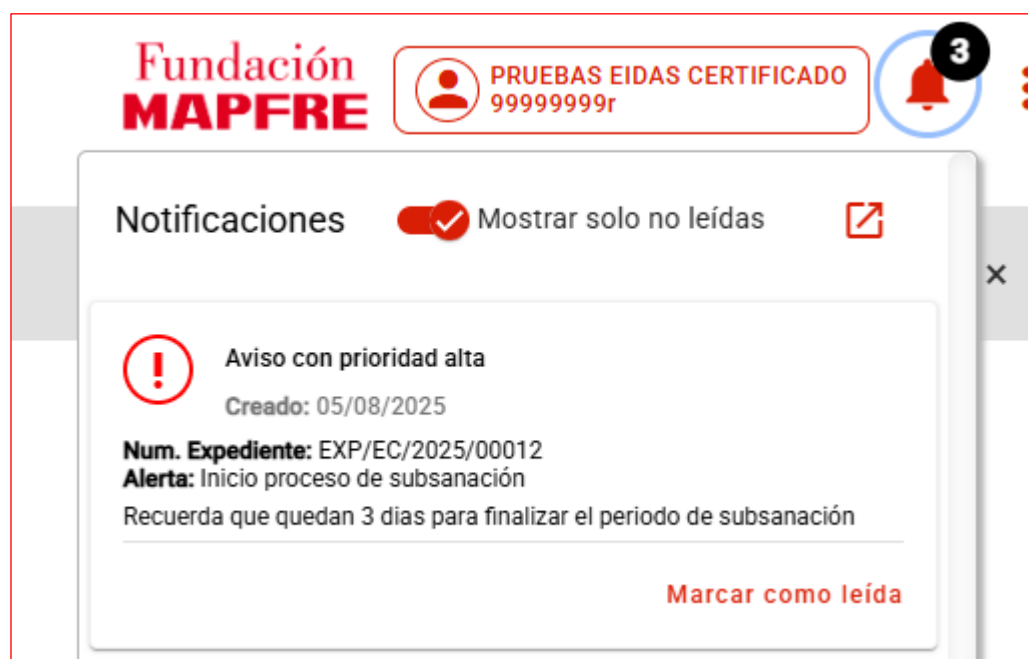 Fundación
MAPFRE
PRUEBAS EIDAS CERTIFICADO
99999999r
3
Notificaciones
Mostrar solo no leídas
Aviso con prioridad alta
Creado: 05/08/2025
Num. Expediente: EXP/EC/2025/00012
Alerta: Inicio proceso de subsanación
Recuerda que quedan 3 dias para finalizar el periodo de subsanación
Marcar como leída